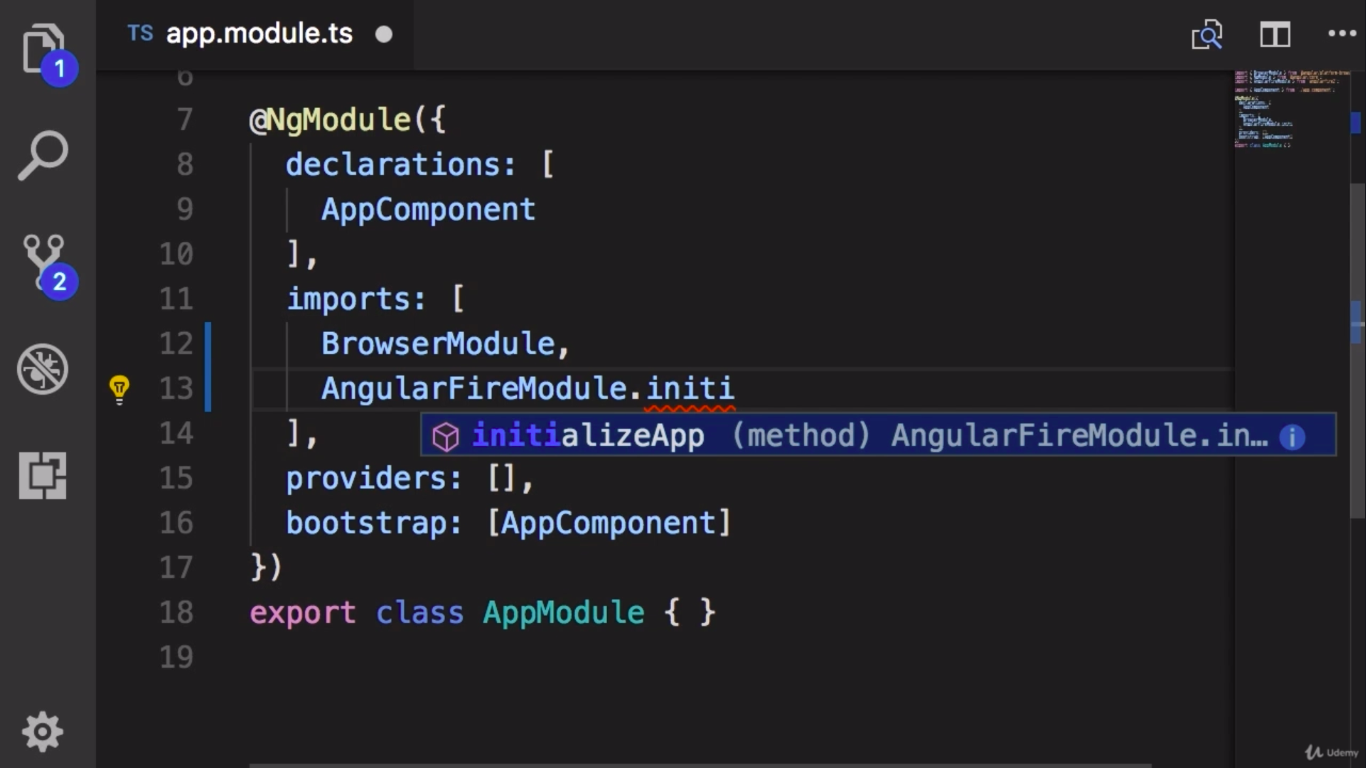 TS app.module.ts
1
6
7 @NgModule({
8 declarations: [
9 AppComponent
10 ],
11 imports: [
12 BrowserModule,
13 AngularFireModule.initi
initializeApp (method) AngularFireModule.in…
14 ],
15 providers: [],
16 bootstrap: [AppComponent]
17 })
18 export class AppModule { }
19
2
Udemy